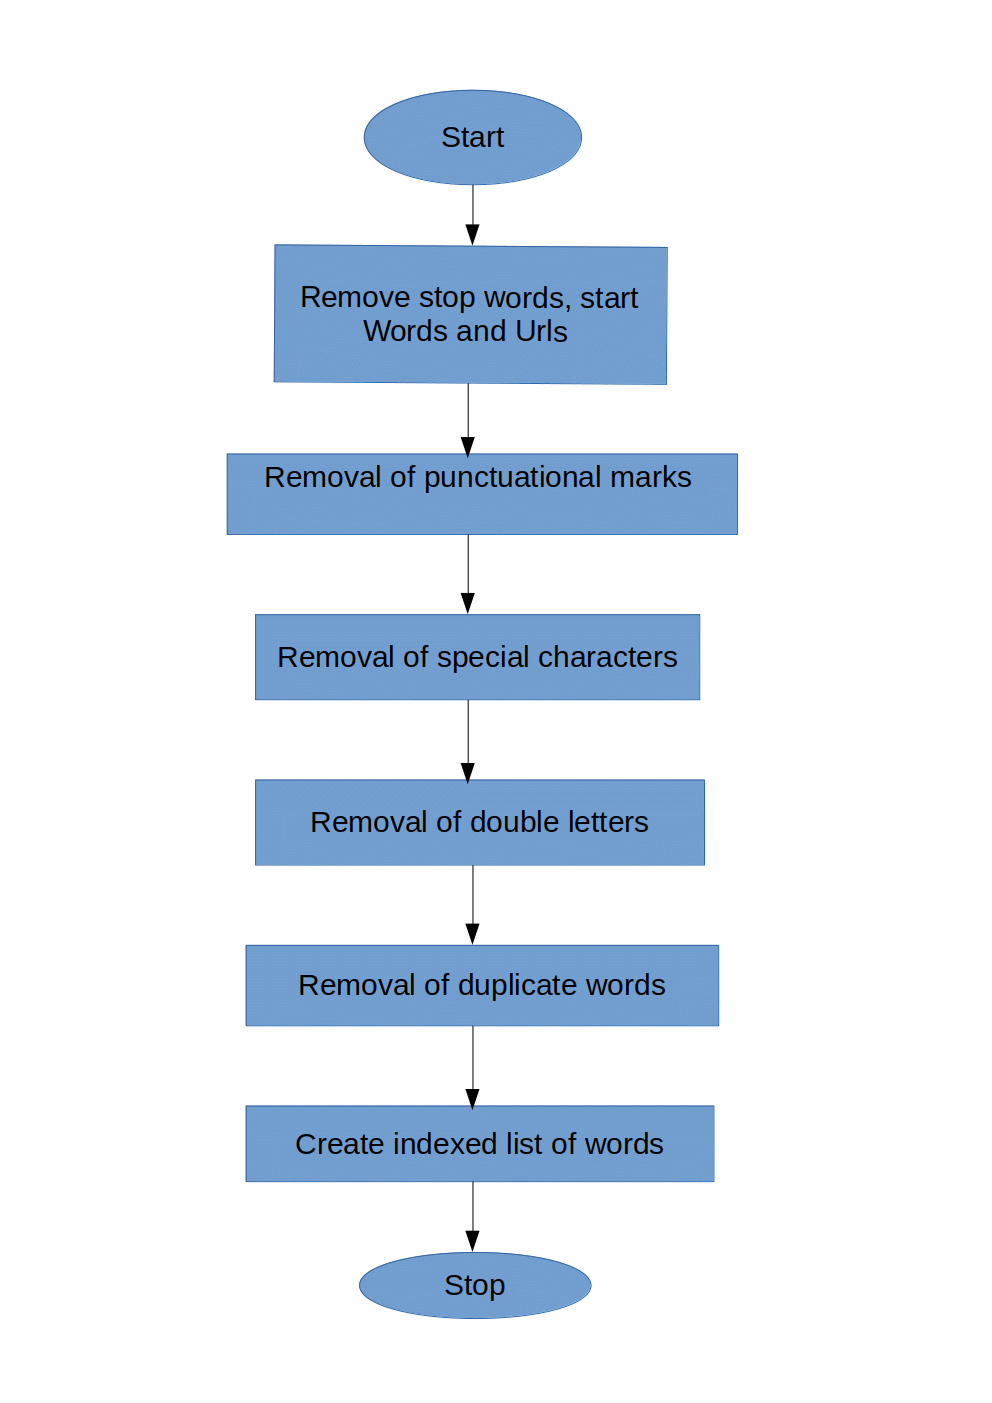 Start
Remove stop words, start
Words and Urls
Removal of punctuational marks
Removal of special characters
Removal of double letters
Removal of duplicate words
Create indexed list of words
Stop